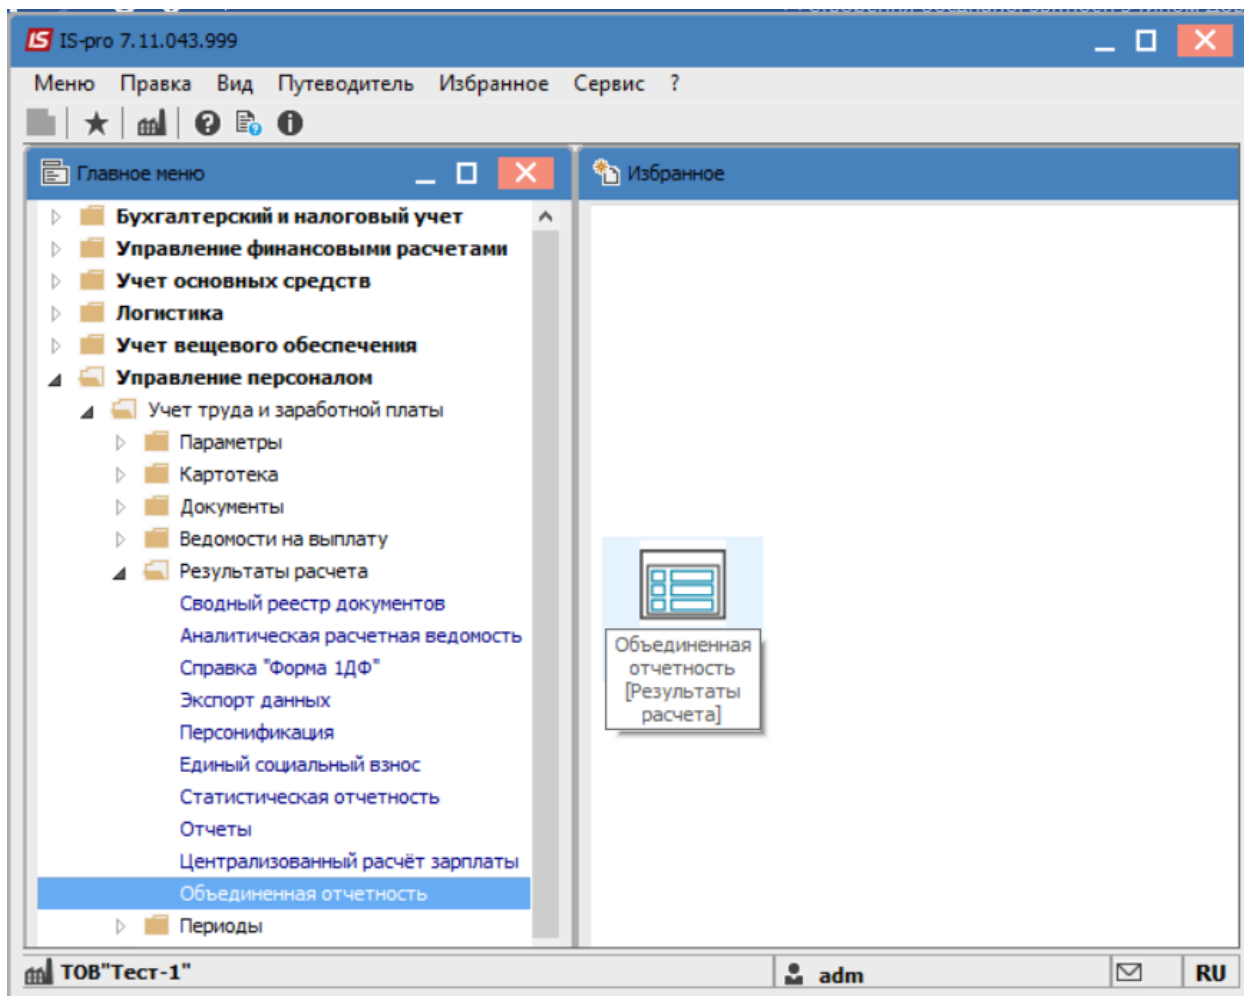 IS-pro 7.11.043.999
Меню Правка Вид Путеводитель Избранное Сервис ?
Главное меню
Избранное
Бухгалтерский и налоговый учет
Управление финансовыми расчетами
Учет основных средств
Логистика
Учет вещевого обеспечения
Управление персоналом
Учет труда и заработной платы
Параметры
Картотека
Документы
Ведомости на выплату
Результаты расчета
Сводный реестр документов
Аналитическая расчетная ведомость
Справка "Форма 1ДФ"
Экспорт данных
Персонификация
Единый социальный взнос
Статистическая отчетность
Отчеты
Централизованный расчёт зарплаты
Объединенная отчетность
Периоды
Объединенная
отчетность
[Результаты
расчета]
ТОВ"Тест-1"
adm
RU